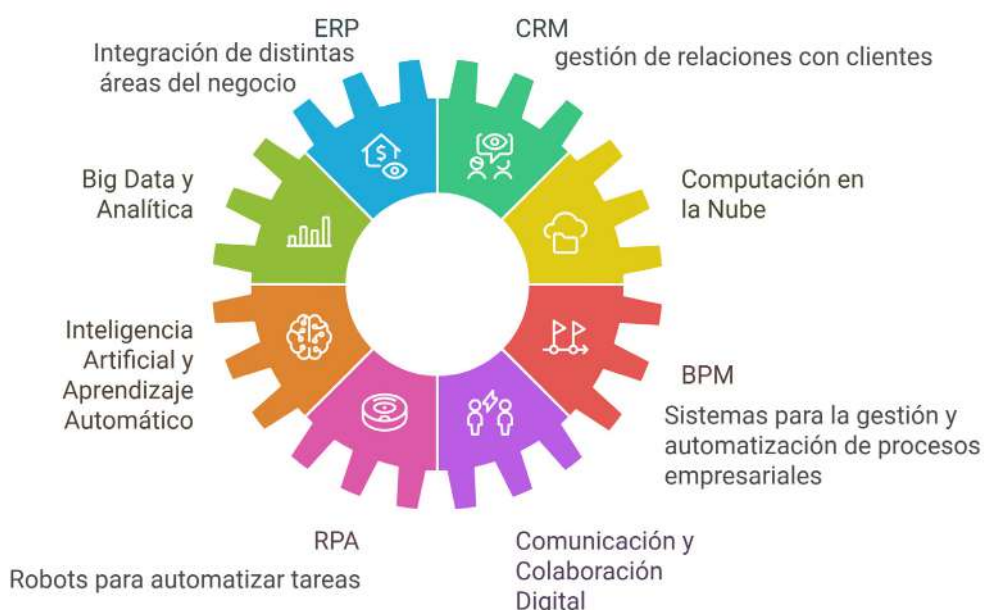 ERP
Integración de distintas
áreas del negocio
CRM
gestión de relaciones con clientes
Big Data y
Analítica
Computación en
la Nube
Inteligencia
Artificial y
Aprendizaje
Automático
BPM
Sistemas para la gestión y
automatización de procesos
empresariales
RPA
Robots para automatizar tareas
Comunicación y
Colaboración
Digital
$